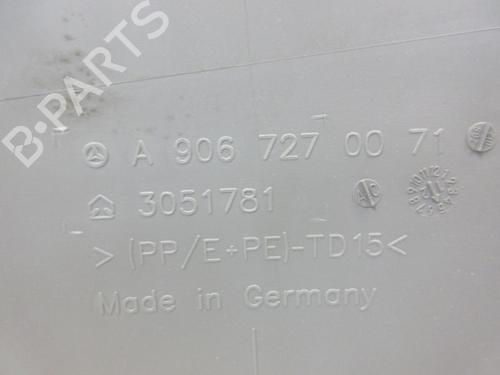 B-PARTS
A 906 727 00 71
3051781
>(PP/E+PE)-TD15<
Made in Germany